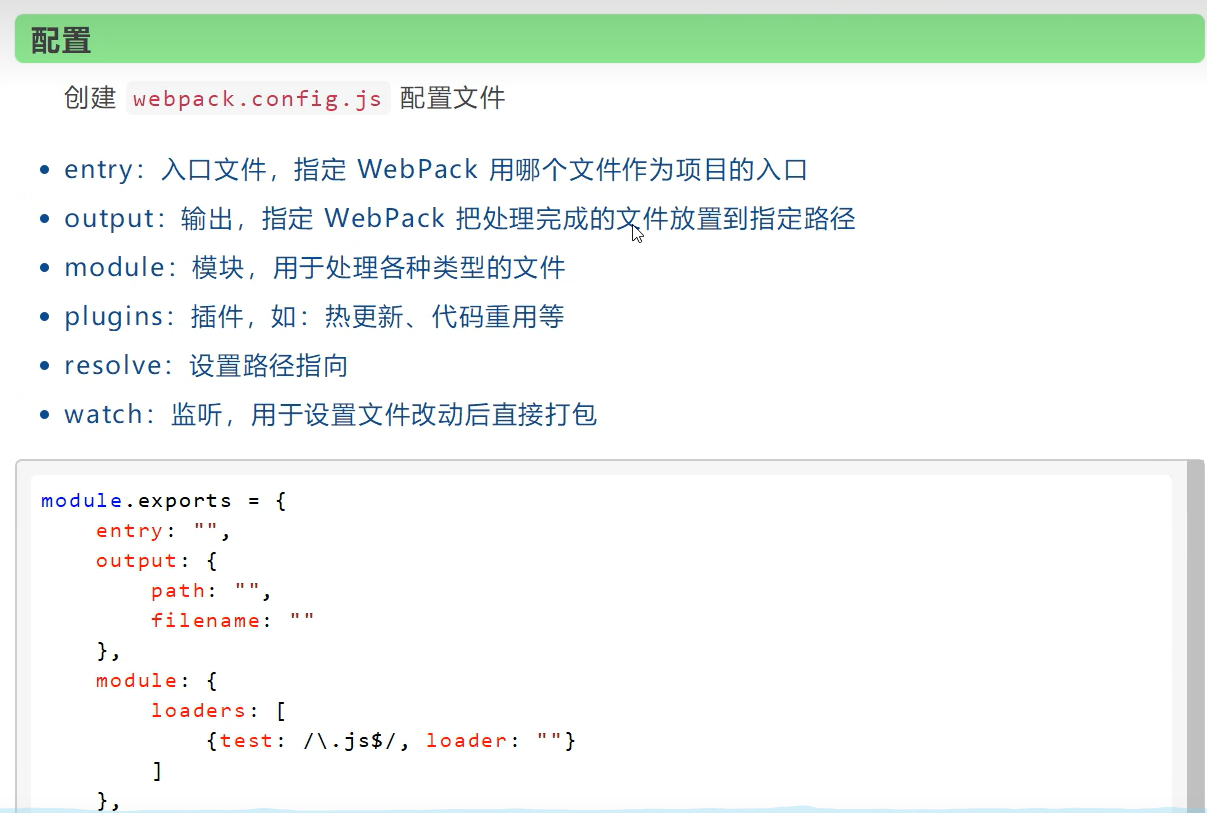 配置
创建 webpack.config.js 配置文件
entry：入口文件，指定 WebPack 用哪个文件作为项目的入口
output：输出，指定 WebPack 把处理完成的文件放置到指定路径
module：模块，用于处理各种类型的文件
plugins：插件，如：热更新、代码重用等
resolve：设置路径指向
watch：监听，用于设置文件改动后直接打包
module.exports = {
    entry: "",
    output: {
        path: "",
        filename: ""
    },
    module: {
        loaders: [
            {test: /\.js$/, loader: ""}
        ]
    },